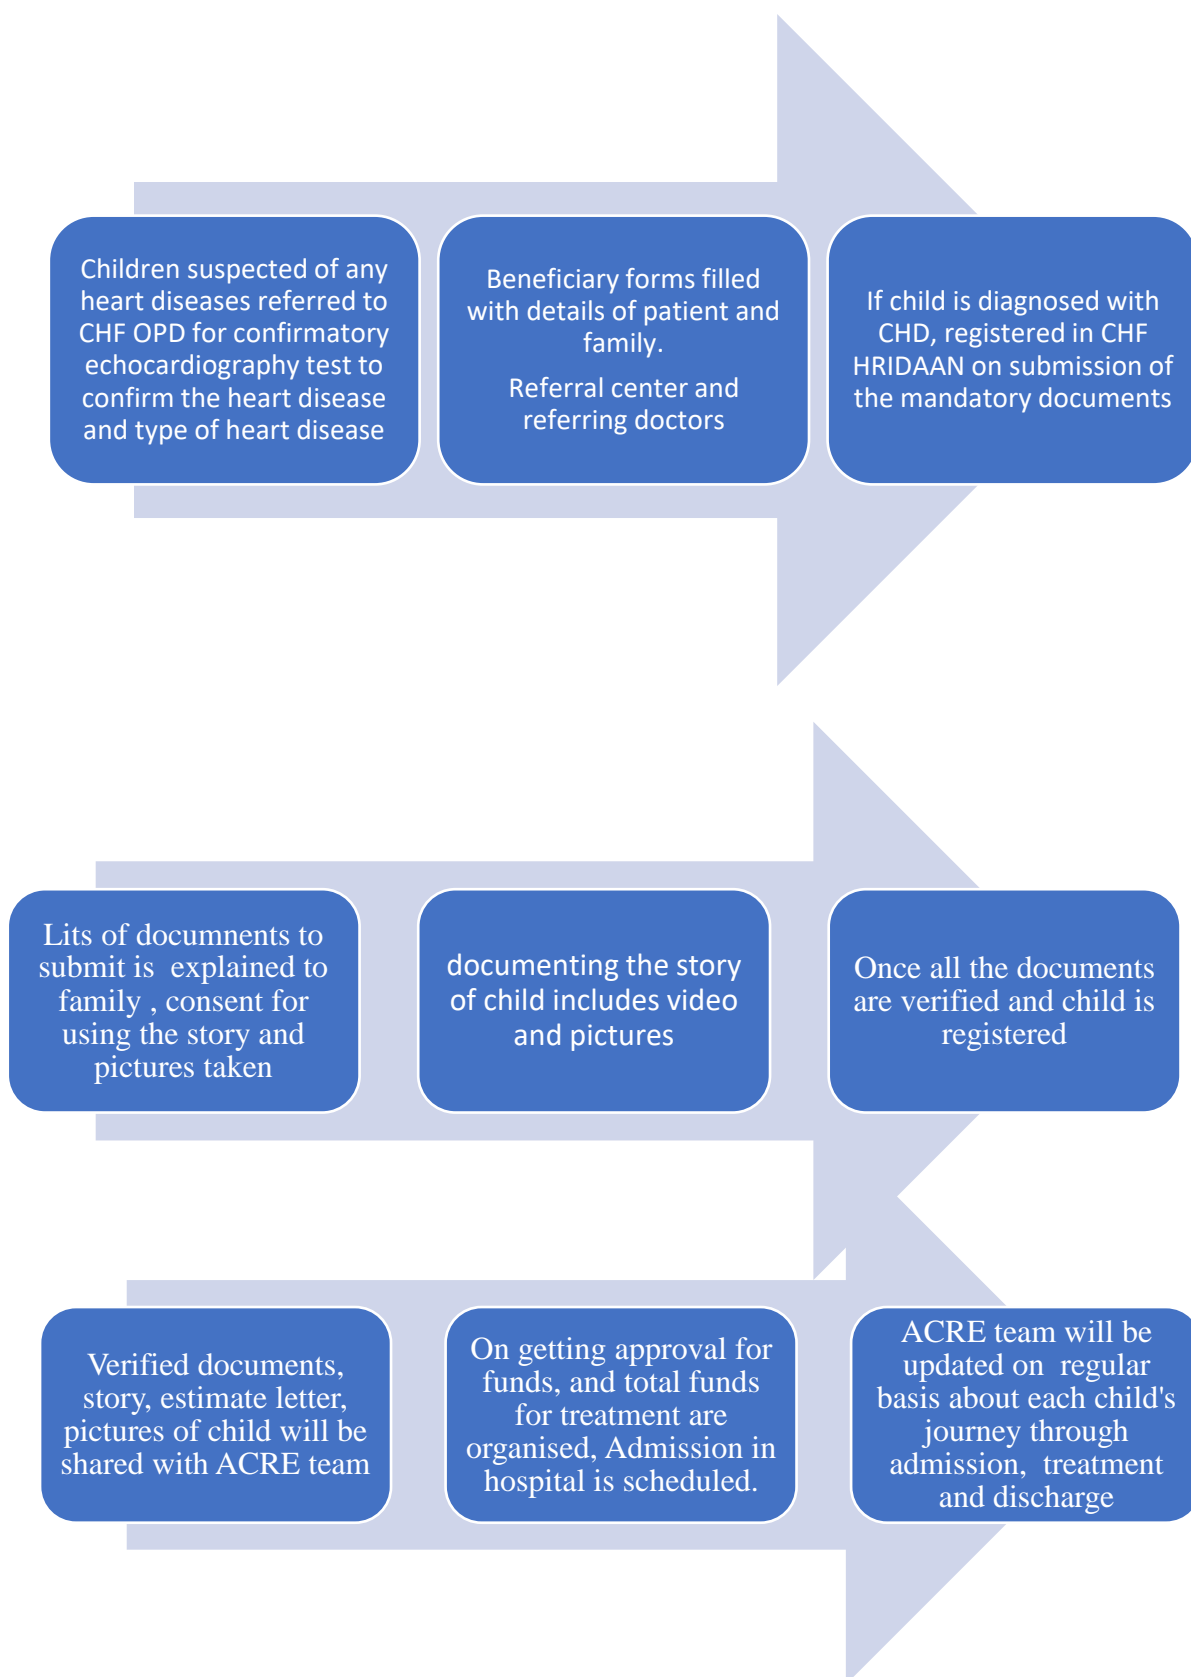 Children suspected of any
heart diseases referred to
CHF OPD for confirmatory
echocardiography test to
confirm the heart disease
and type of heart disease
Beneficiary forms filled
with details of patient and
family.
Referral center and
referring doctors
If child is diagnosed with
CHD, registered in CHF
HRIDAAN on submission of
the mandatory documents
Lits of documnents to
submit is explained to
family , consent for
using the story and
pictures taken
documenting the story
of child includes video
and pictures
Once all the documents
are verified and child is
registered
Verified documents,
story, estimate letter,
pictures of child will be
shared with ACRE team
On getting approval for
funds, and total funds
for treatment are
organised, Admission in
hospital is scheduled.
ACRE team will be
updated on regular
basis about each child's
journey through
admission, treatment
and discharge